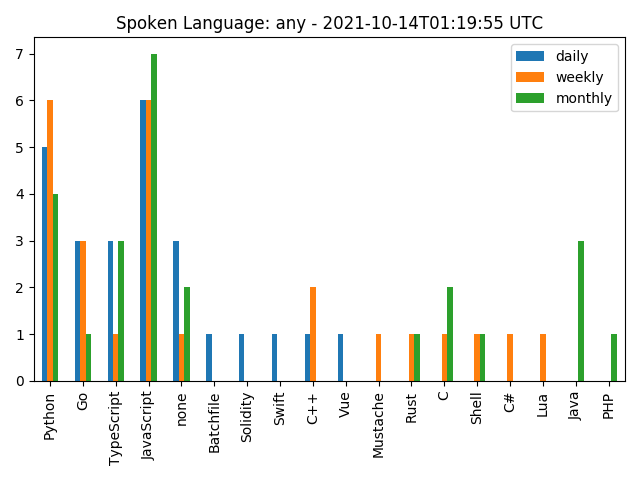 Spoken Language: any - 2021-10-14T01:19:55 UTC
daily
weekly
monthly
7
6
5
4
3
2
1
0
Python
Go
TypeScript
JavaScript
none
Batchfile
Solidity
Swift
C++
Vue
Mustache
Rust
C
Shell
C#
Lua
Java
PHP